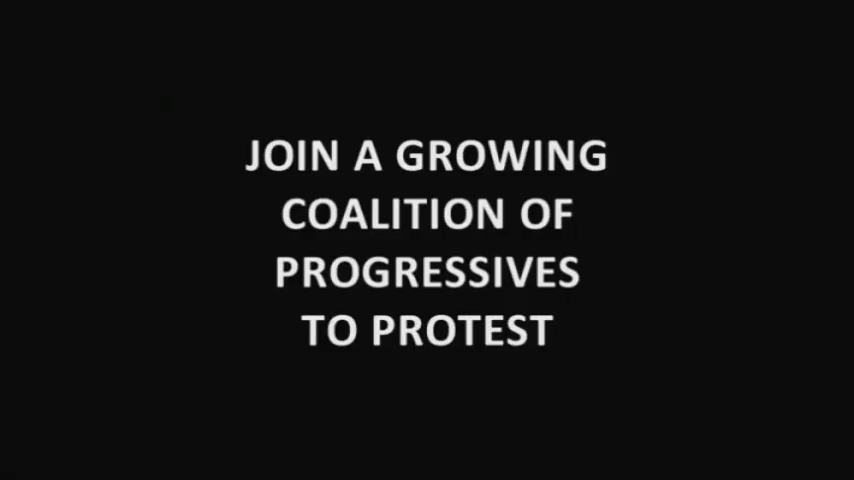 JOIN A GROWING
COALITION OF
PROGRESSIVES
TO PROTEST